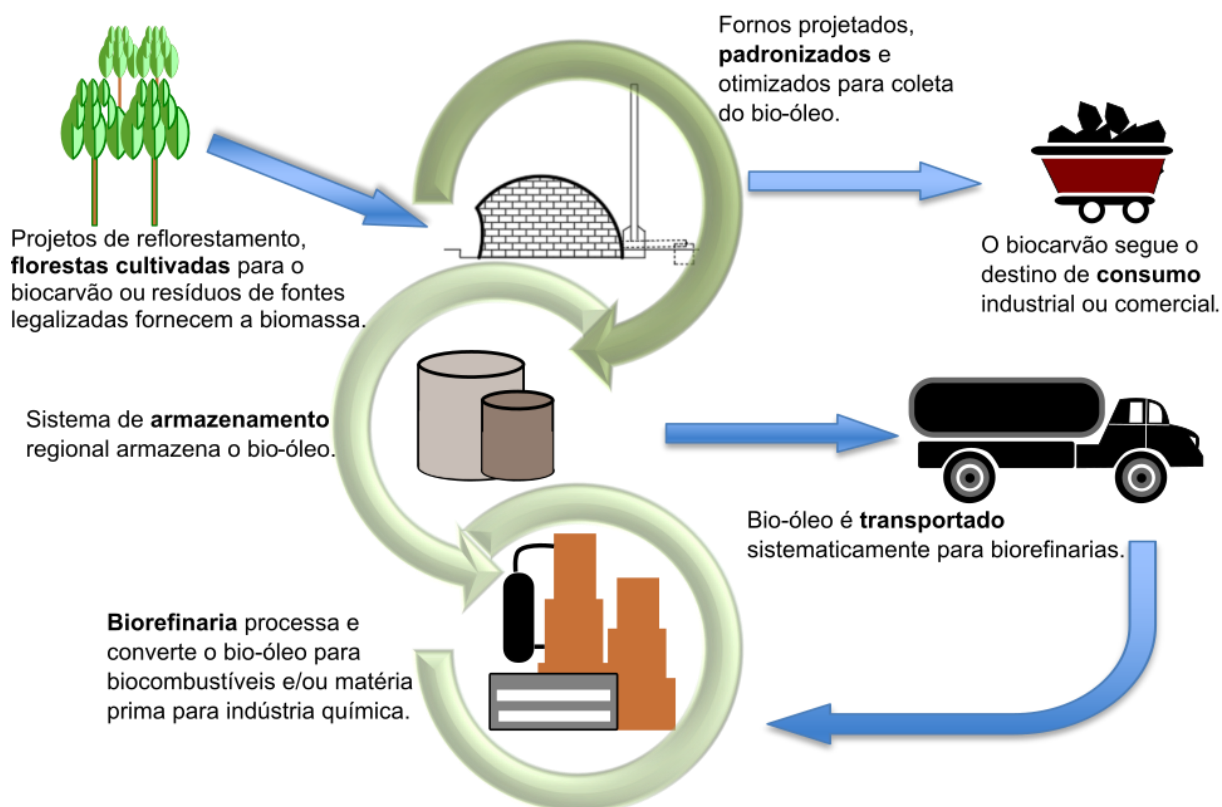 Fornos projetados,
padronizados e
otimizados para coleta
do bio-óleo.
Projetos de reflorestamento,
florestas cultivadas para o
biocarvão ou resíduos de fontes
legalizadas fornecem a biomassa.
O biocarvão segue o
destino de consumo
industrial ou comercial.
Sistema de armazenamento
regional armazena o bio-óleo.
Bio-óleo é transportado
sistematicamente para biorefinarias.
Biorefinaria processa e
converte o bio-óleo para
biocombustíveis e/ou matéria
prima para indústria química.